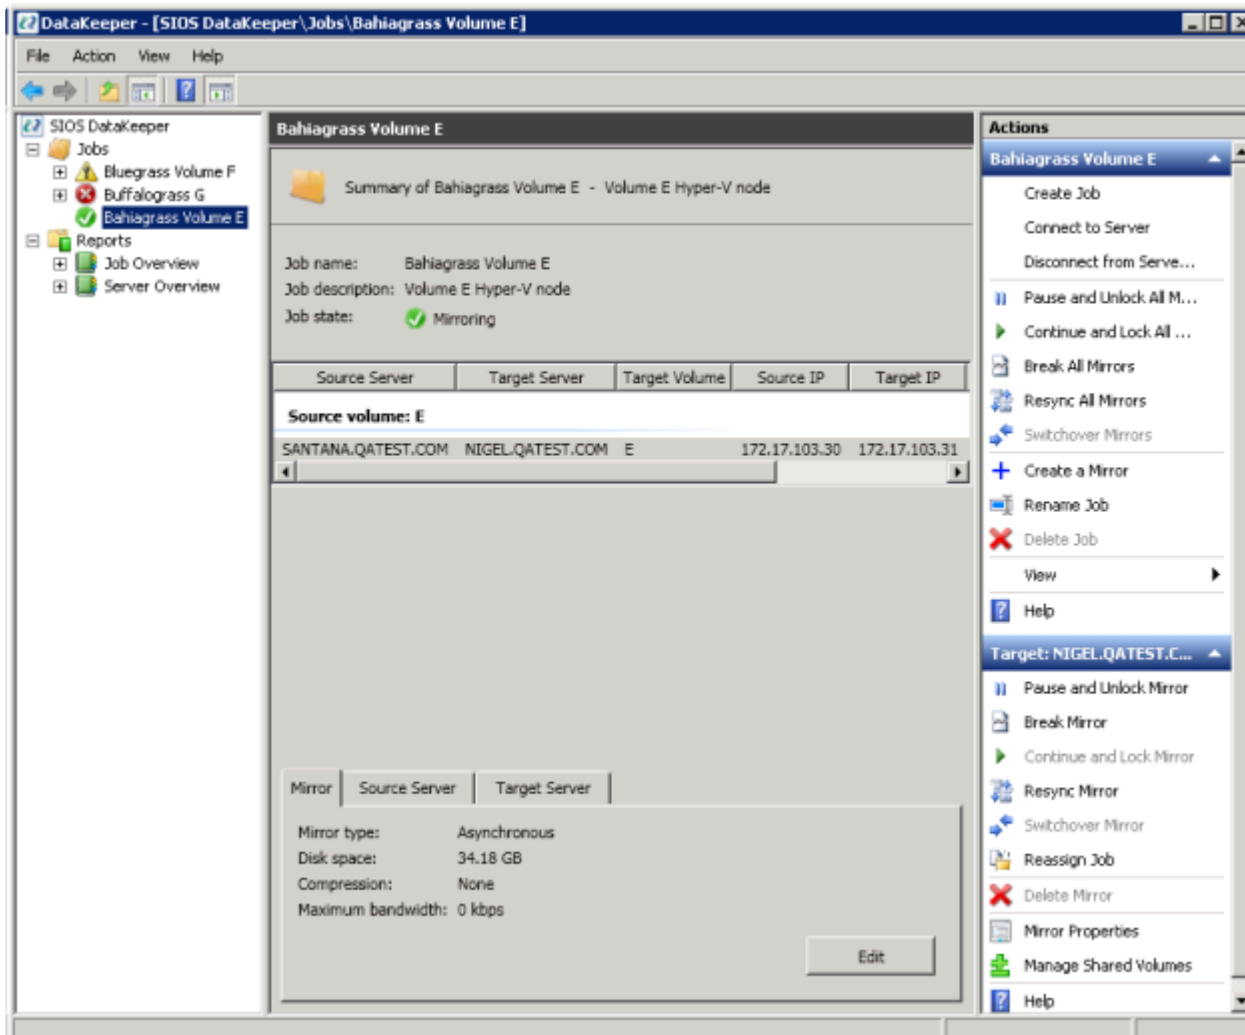 DataKeeper - [SIOS DataKeeper\Jobs\Bahiagrass Volume E]
File Action View Help
SIOS DataKeeper
Jobs
Bluegrass Volume F
Buffalograss G
Bahiagrass Volume E
Reports
Job Overview
Server Overview
Bahiagrass Volume E
Summary of Bahiagrass Volume E - Volume E Hyper-V node
Job name: Bahiagrass Volume E
Job description: Volume E Hyper-V node
Job state: Mirroring
Source Server Target Server Target Volume Source IP Target IP
Source volume: E
SANTANA.QATEST.COM NIGEL.QATEST.COM E 172.17.103.30 172.17.103.31
Mirror Source Server Target Server
Mirror type: Asynchronous
Disk space: 34.18 GB
Compression: None
Maximum bandwidth: 0 kbps
Edit
Actions
Bahiagrass Volume E
Create Job
Connect to Server
Disconnect from Serve...
Pause and Unlock All M...
Continue and Lock All ...
Break All Mirrors
Resync All Mirrors
Switchover Mirrors
Create a Mirror
Rename Job
Delete Job
View
Help
Target: NIGEL.QATEST.C...
Pause and Unlock Mirror
Break Mirror
Continue and Lock Mirror
Resync Mirror
Switchover Mirror
Reassign Job
Delete Mirror
Mirror Properties
Manage Shared Volumes
Help